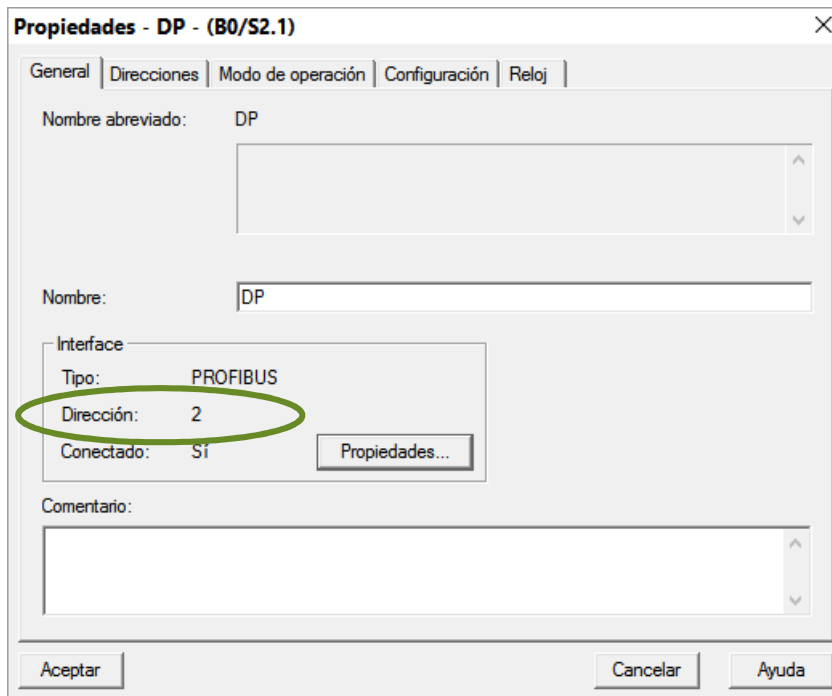 Propiedades - DP - (B0/S2.1)
General Direcciones Modo de operación Configuración Reloj
Nombre abreviado: DP
Nombre: DP
Interface
Tipo: PROFIBUS
Dirección: 2
Conectado: Sí Propiedades...
Comentario:
Aceptar Cancelar Ayuda